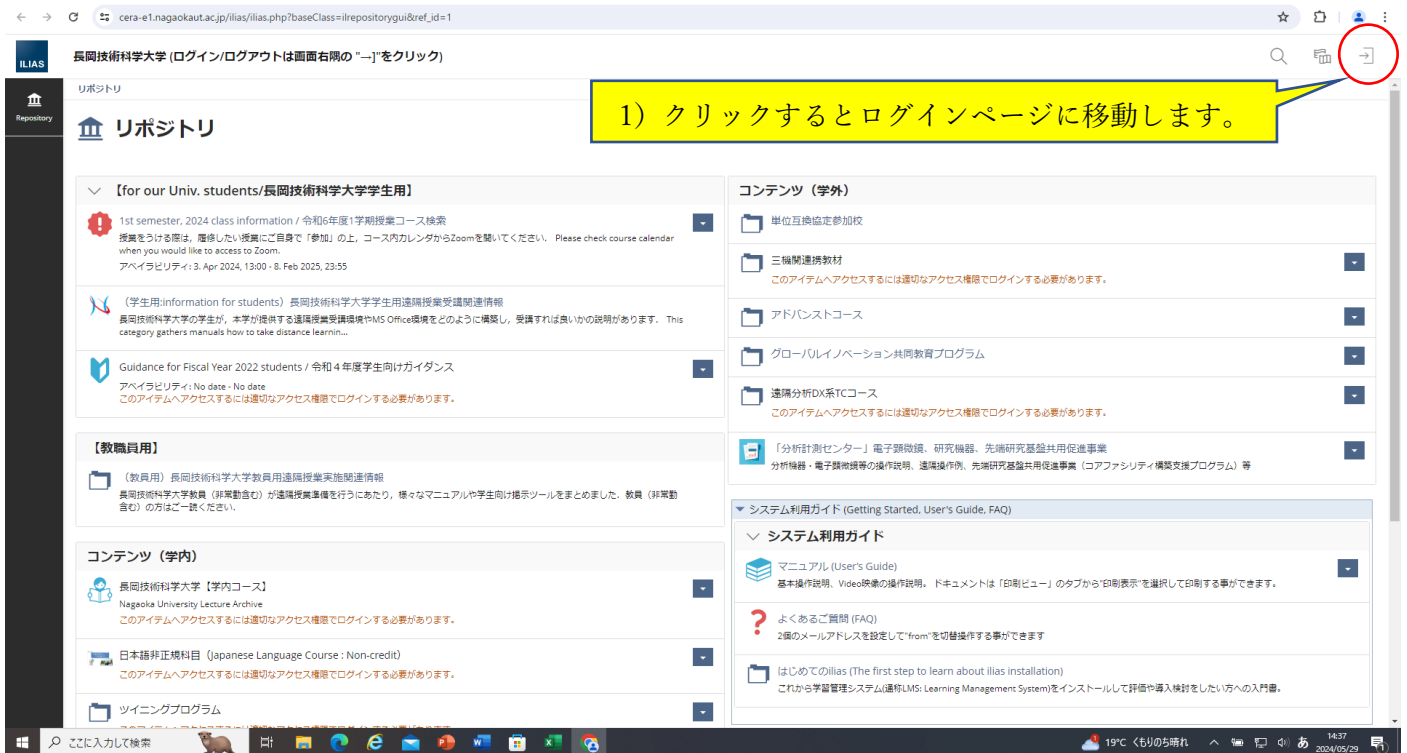 cera-e1.nagaokaut.ac.jp/ilias/ilias.php?baseClass=ilrepositorygui&ref_id=1
ILIAS
長岡技術科学大学 (ログイン/ログアウトは画面右隅の "→]"をクリック)
Repository
リポジトリ
1）クリックするとログインページに移動します。
リポジトリ
【for our Univ. students/長岡技術科学大学学生用】
1st semester, 2024 class information / 令和6年度1学期授業コース検索
授業をうける際は，履修したい授業にご自身で「参加」の上，コース内カレンダからZoomを開いてください． Please check course calendar
when you would like to access to Zoom.
アベイラビリティ: 3. Apr 2024, 13:00 - 8. Feb 2025, 23:55
（学生用:information for students）長岡技術科学大学学生用遠隔授業受講関連情報
長岡技術科学大学の学生が，本学が提供する遠隔授業受講環境やMS Office環境をどのように構築し，受講すれば良いかの説明があります． This
category gathers manuals how to take distance learnin...
Guidance for Fiscal Year 2022 students / 令和４年度学生向けガイダンス
アベイラビリティ: No date - No date
このアイテムへアクセスするには適切なアクセス権限でログインする必要があります。
【教職員用】
（教員用）長岡技術科学大学教員用遠隔授業実施関連情報
長岡技術科学大学教員（非常勤含む）が遠隔授業準備を行うにあたり，様々なマニュアルや学生向け掲示ツールをまとめました．教員（非常勤
含む）の方はご一読ください．
コンテンツ（学内）
長岡技術科学大学【学内コース】
Nagaoka University Lecture Archive
このアイテムへアクセスするには適切なアクセス権限でログインする必要があります。
日本語非正規科目（Japanese Language Course : Non-credit）
このアイテムへアクセスするには適切なアクセス権限でログインする必要があります。
ツイニングプログラム
コンテンツ（学外）
単位互換協定参加校
三機関連携教材
このアイテムへアクセスするには適切なアクセス権限でログインする必要があります。
アドバンストコース
グローバルイノベーション共同教育プログラム
遠隔分析DX系TCコース
このアイテムへアクセスするには適切なアクセス権限でログインする必要があります。
「分析計測センター」電子顕微鏡、研究機器、先端研究基盤共用促進事業
分析機器・電子顕微鏡等の操作説明、遠隔操作例、先端研究基盤共用促進事業（コアファシリティ構築支援プログラム）等
システム利用ガイド (Getting Started, User's Guide, FAQ)
システム利用ガイド
マニュアル (User's Guide)
基本操作説明、Video映像の操作説明。 ドキュメントは「印刷ビュー」のタブから"印刷表示"を選択して印刷する事ができます。
よくあるご質問 (FAQ)
2個のメールアドレスを設定して"from"を切替操作する事ができます
はじめてのilias (The first step to learn about ilias installation)
これから学習管理システム(通称LMS: Learning Management System)をインストールして評価や導入検討をしたい方への入門書。
ここに入力して検索
19°C くもりのち晴れ
あ
14:37
2024/05/29